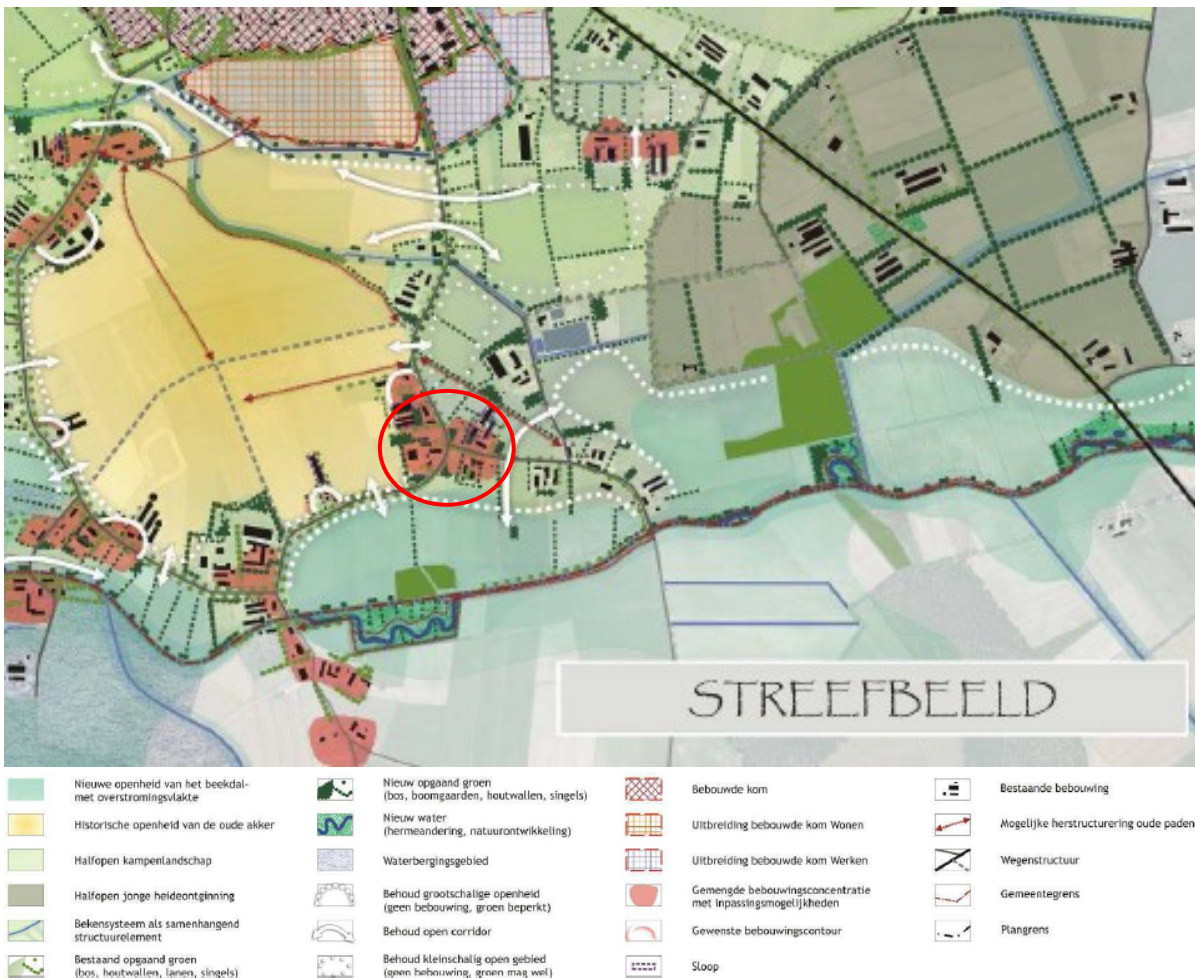 STREEFBEELD
Nieuwe openheid van het beekdal-
met overstromingsvlakte
Historische openheid van de oude akker
Halfopen kampenlandschap
Halfopen jonge heideontginning
Bekensysteem als samenhangend
structuurelement
Bestaand opgaand groen
(bos, houtwallen, lanen, singels)
Nieuw opgaand groen
(bos, boomgaarden, houtwallen, singels)
Nieuw water
(hermeandering, natuurontwikkeling)
Waterbergingsgebied
Behoud grootschalige openheid
(geen bebouwing, groen beperkt)
Behoud open corridor
Behoud kleinschalig open gebied
(geen bebouwing, groen mag wel)
Bebouwde kom
Uitbreiding bebouwde kom Wonen
Uitbreiding bebouwde kom Werken
Gemengde bebouwingsconcentratie
met inpassingsmogelijkheden
Gewenste bebouwingscontour
Sloop
Bestaande bebouwing
Mogelijke herstructurering oude paden
Wegenstructuur
Gemeentegrens
Plangrens